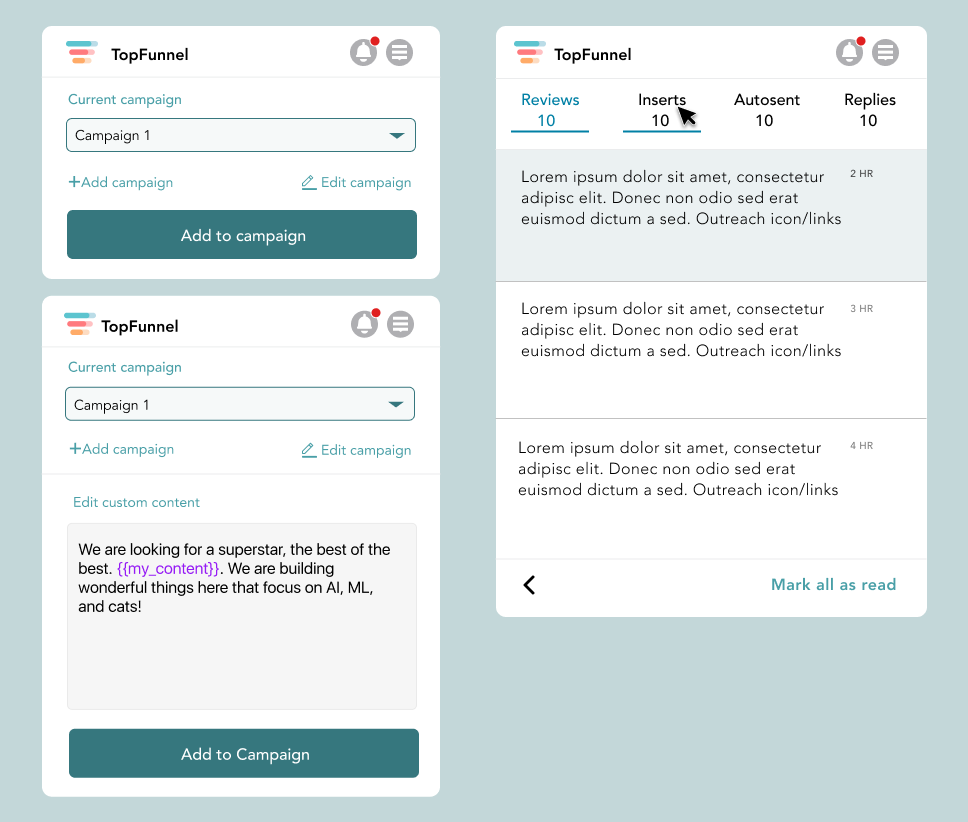 TopFunnel
Current campaign
Campaign 1
+Add campaign
Edit campaign
Add to campaign
TopFunnel
Current campaign
Campaign 1
+Add campaign
Edit campaign
Edit custom content
We are looking for a superstar, the best of the
best. {{my_content}}. We are building
wonderful things here that focus on AI, ML,
and cats!
Add to Campaign
TopFunnel
Reviews
10
Inserts
10
Autosent
10
Replies
10
Lorem ipsum dolor sit amet, consectetur
adipisc elit. Donec non odio sed erat
euismod dictum a sed. Outreach icon/links
2 HR
Lorem ipsum dolor sit amet, consectetur
adipisc elit. Donec non odio sed erat
euismod dictum a sed. Outreach icon/links
3 HR
Lorem ipsum dolor sit amet, consectetur
adipisc elit. Donec non odio sed erat
euismod dictum a sed. Outreach icon/links
4 HR
Mark all as read